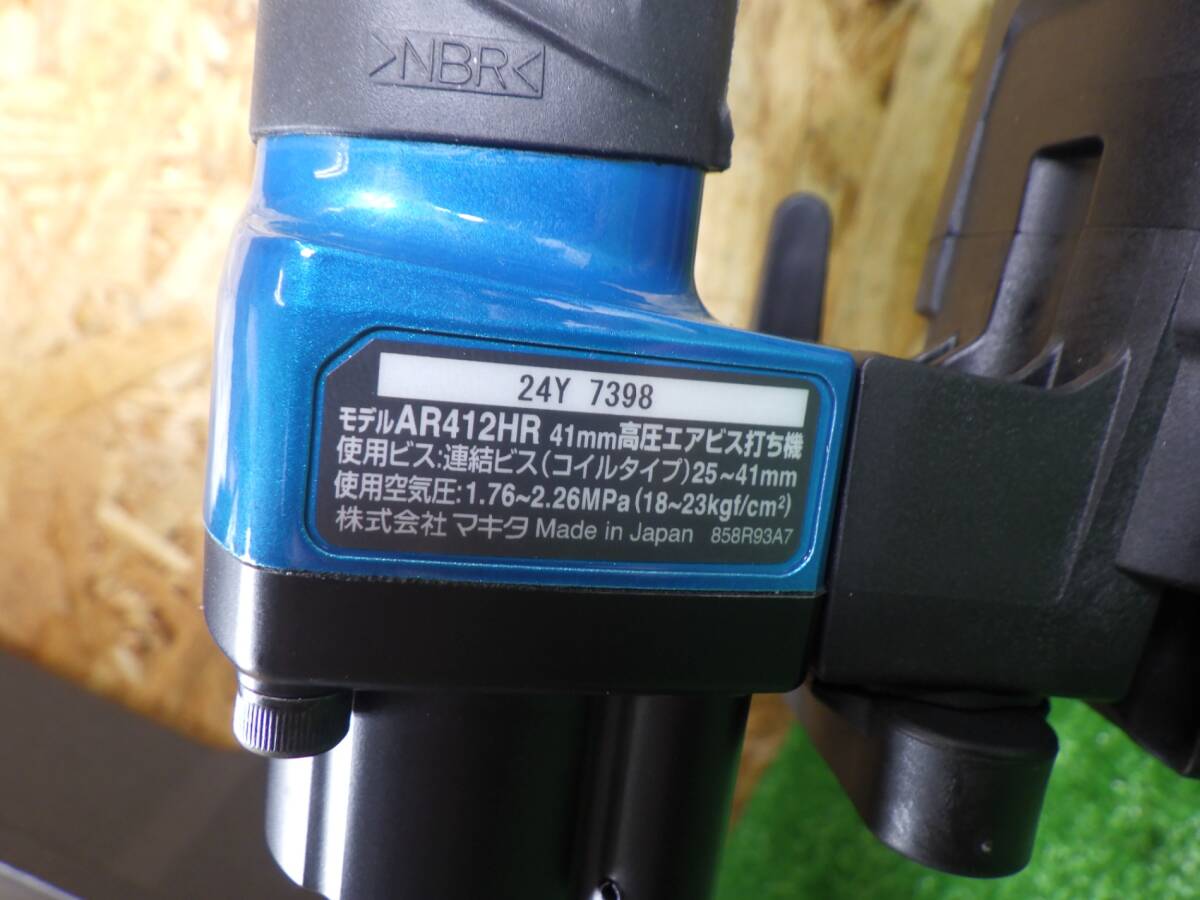 >NBR<
24Y 7398
モデルAR412HR 41mm高圧エアビス打ち機
使用ビス:連結ビス(コイルタイプ)25~41mm
使用空気圧:1.76~2.26MPa(18~23kgf/cm²)
株式会社 マキタ Made in Japan 858R93A7